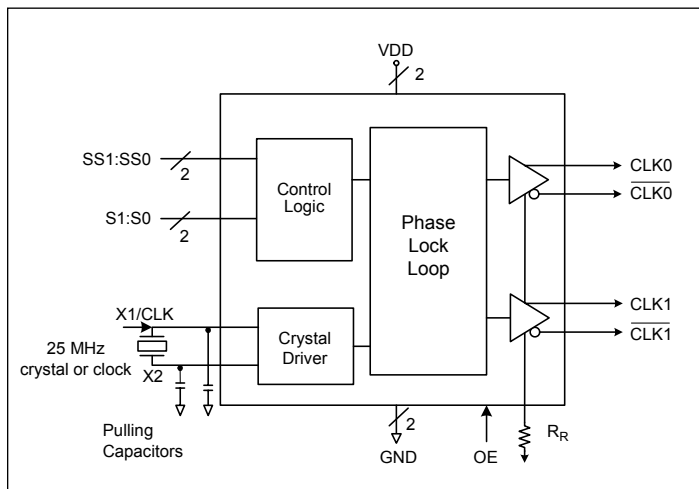 VDD
2
SS1:SS0
2
S1:S0
2
Control
Logic
Phase
Lock
Loop
CLK0
CLK0
X1/CLK
25 MHz
crystal or clock
X2
Crystal
Driver
CLK1
CLK1
Pulling
Capacitors
2
GND
OE
RR